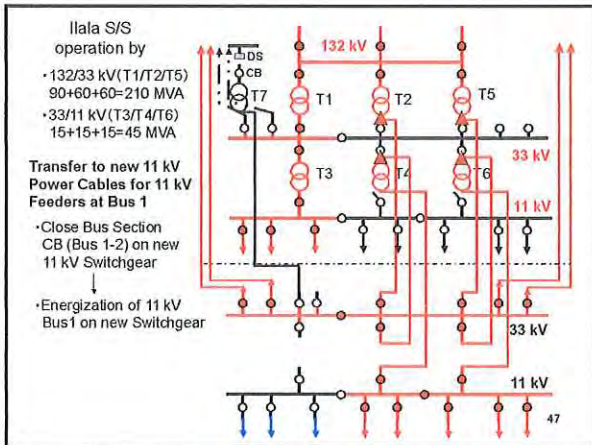 Ilala S/S
operation by
•132/33 kV(T1/T2/T5)
90+60+60=210 MVA
•33/11 kV(T3/T4/T6)
15+15+15=45 MVA
Transfer to new 11 kV
Power Cables for 11 kV
Feeders at Bus 1
•Close Bus Section
CB (Bus 1-2) on new
11 kV Switchgear
•Energization of 11 kV
Bus1 on new Switchgear
DS
CB
T7
132 kV
T1
T2
T5
33 kV
T3
T4
T6
11 kV
33 kV
11 kV
47